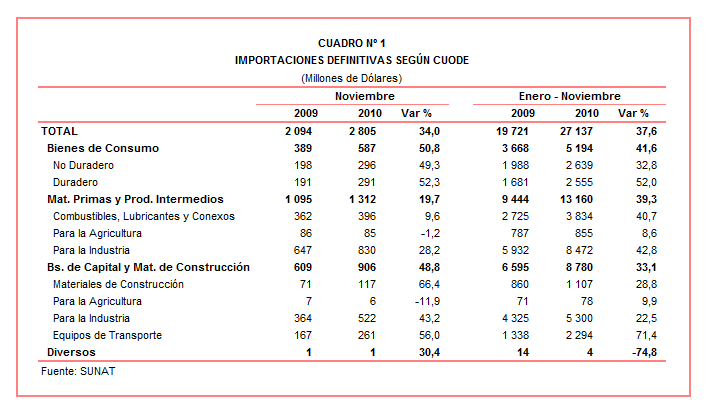 CUADRO Nº 1
IMPORTACIONES DEFINITIVAS SEGÚN CUODE
(Millones de Dólares)
Noviembre Enero - Noviembre
2009 2010 Var % 2009 2010 Var %
TOTAL 2 094 2 805 34,0 19 721 27 137 37,6
Bienes de Consumo 389 587 50,8 3 668 5 194 41,6
No Duradero 198 296 49,3 1 988 2 639 32,8
Duradero 191 291 52,3 1 681 2 555 52,0
Mat. Primas y Prod. Intermedios 1 095 1 312 19,7 9 444 13 160 39,3
Combustibles, Lubricantes y Conexos 362 396 9,6 2 725 3 834 40,7
Para la Agricultura 86 85 -1,2 787 855 8,6
Para la Industria 647 830 28,2 5 932 8 472 42,8
Bs. de Capital y Mat. de Construcción 609 906 48,8 6 595 8 780 33,1
Materiales de Construcción 71 117 66,4 860 1 107 28,8
Para la Agricultura 7 6 -11,9 71 78 9,9
Para la Industria 364 522 43,2 4 325 5 300 22,5
Equipos de Transporte 167 261 56,0 1 338 2 294 71,4
Diversos 1 1 30,4 14 4 -74,8
Fuente: SUNAT